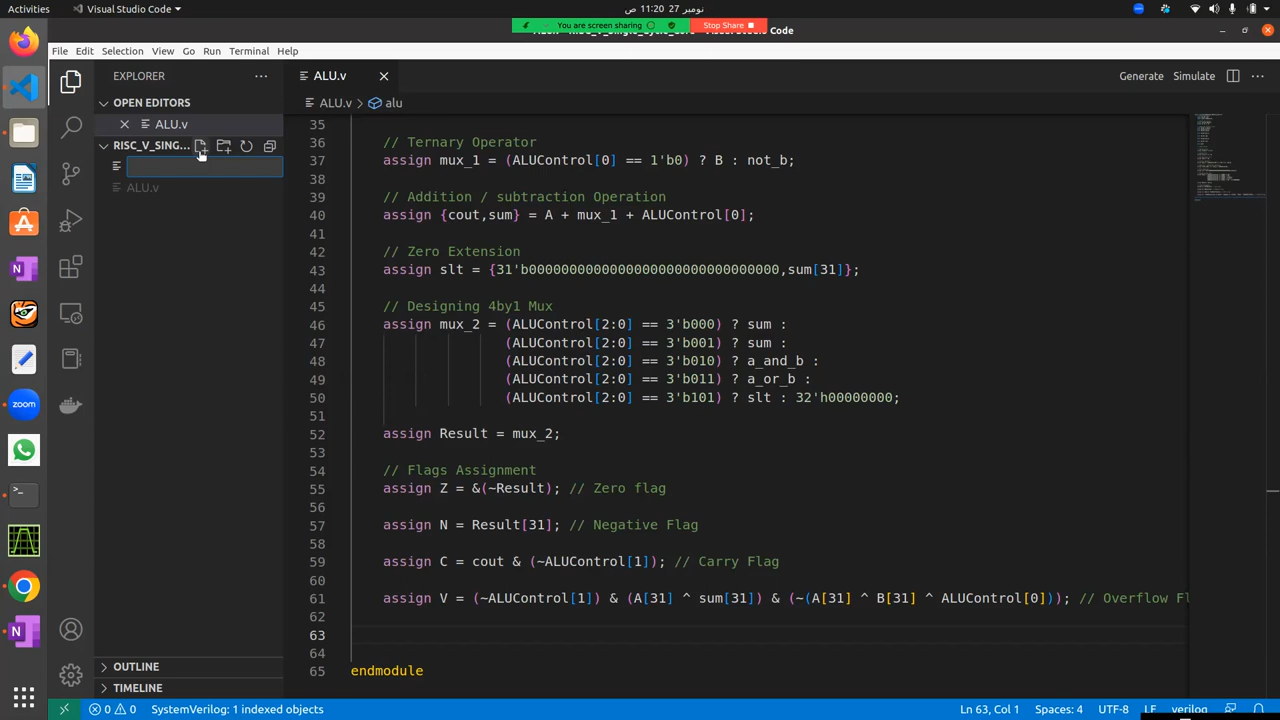 Activities
Visual Studio Code
نومبر 27 11:20 ص
You are screen sharing
Stop Share
Code
File Edit Selection View Go Run Terminal Help
EXPLORER
OPEN EDITORS
ALU.v
RISC_V_SING...
ALU.v
OUTLINE
TIMELINE
ALU.v
Generate Simulate
ALU.v > alu
35
36 // Ternary Operator
37 assign mux_1 = (ALUControl[0] == 1'b0) ? B : not_b;
38
39 // Addition / subtraction Operation
40 assign {cout,sum} = A + mux_1 + ALUControl[0];
41
42 // Zero Extension
43 assign slt = {31'b0000000000000000000000000000000,sum[31]};
44
45 // Designing 4by1 Mux
46 assign mux_2 = (ALUControl[2:0] == 3'b000) ? sum :
47 (ALUControl[2:0] == 3'b001) ? sum :
48 (ALUControl[2:0] == 3'b010) ? a_and_b :
49 (ALUControl[2:0] == 3'b011) ? a_or_b :
50 (ALUControl[2:0] == 3'b101) ? slt : 32'h00000000;
51
52 assign Result = mux_2;
53
54 // Flags Assignment
55 assign Z = &(~Result); // Zero flag
56
57 assign N = Result[31]; // Negative Flag
58
59 assign C = cout & (~ALUControl[1]); // Carry Flag
60
61 assign V = (~ALUControl[1]) & (A[31] ^ sum[31]) & (~(A[31] ^ B[31] ^ ALUControl[0])); // Overflow Fl
62
63
64
65 endmodule
zoom
0 0 SystemVerilog: 1 indexed objects
Ln 63, Col 1 Spaces: 4 UTF-8 LF verilog